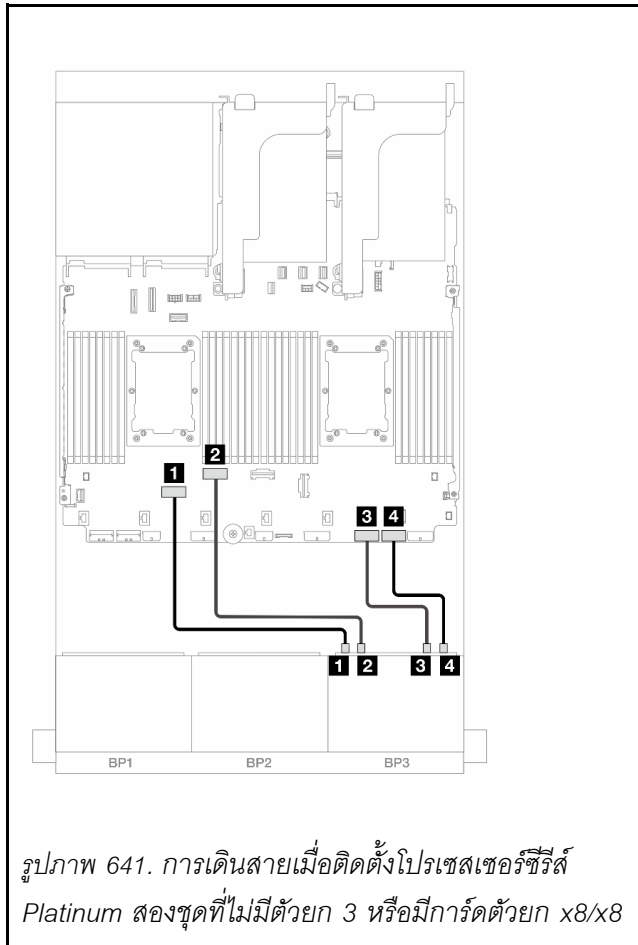 2
1
3 4
1 2 3 4
BP1 BP2 BP3
รูปภาพ 641. การเดินสายเมื่อติดตั้งโปรเซสเซอร์ซีรีส์
Platinum สองชุดที่ไม่มีตัวยก 3 หรือมีการ์ดตัวยก x8/x8